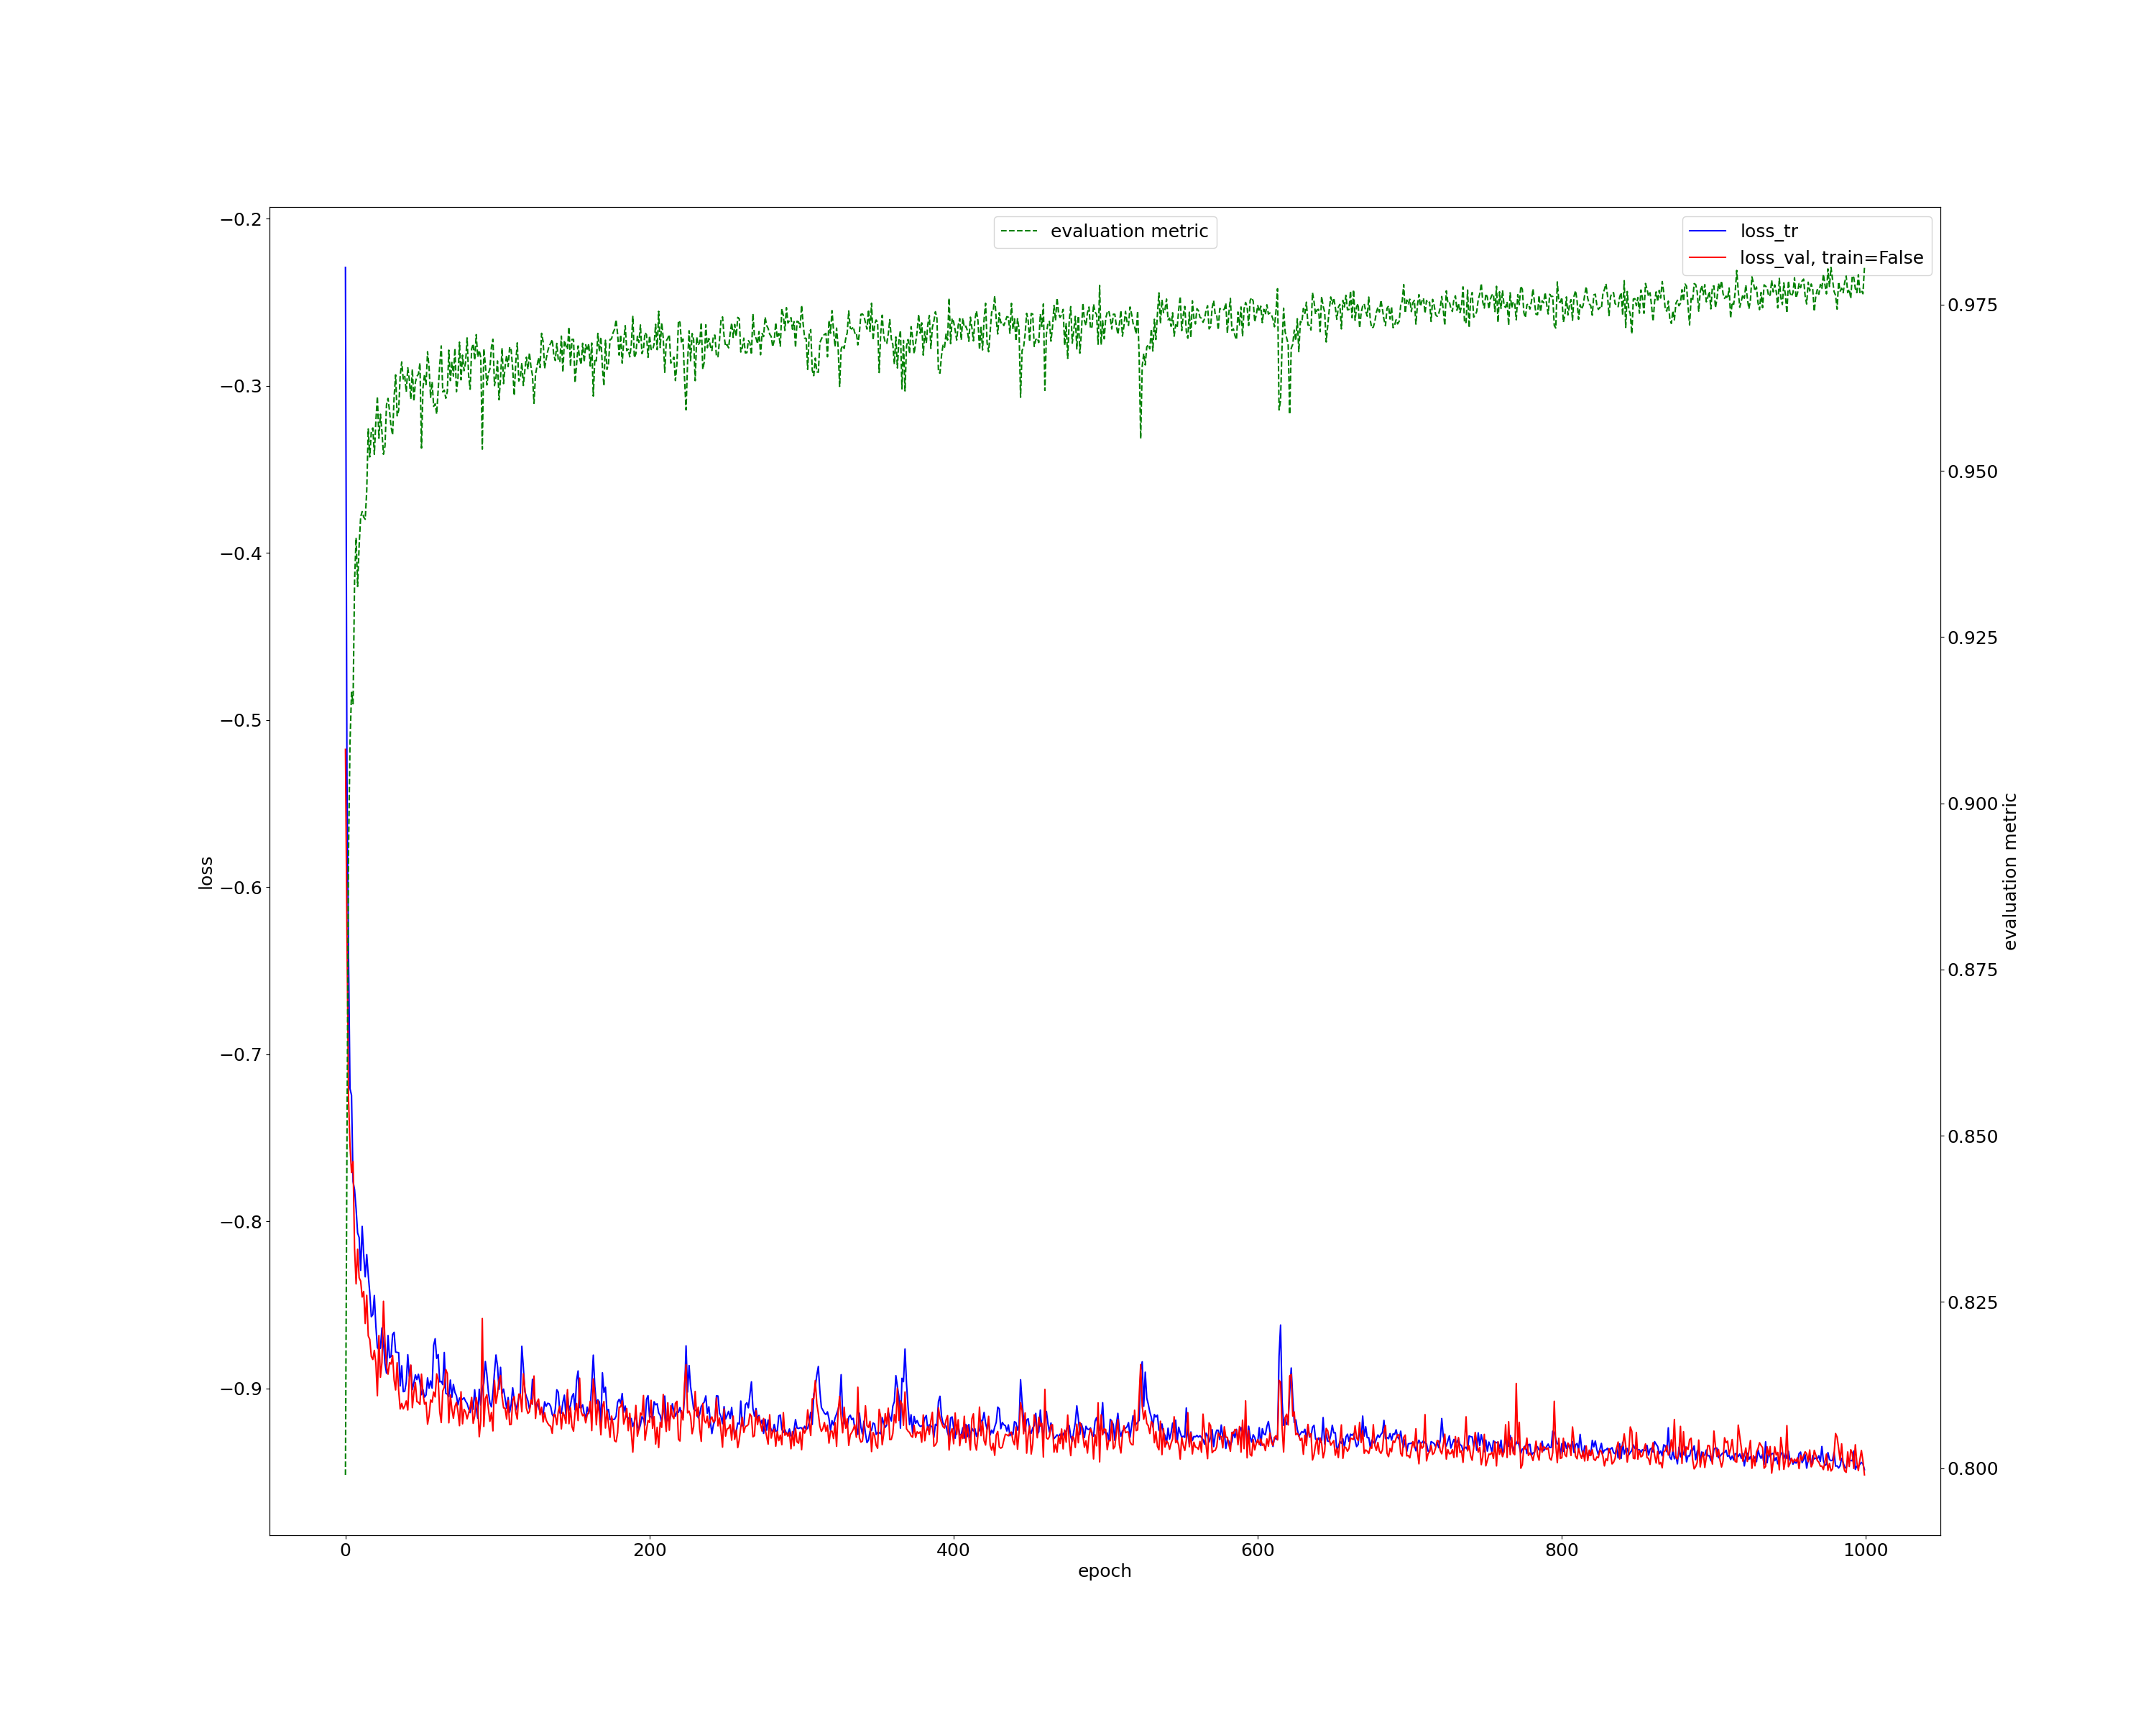 evaluation metric
loss_tr
loss_val, train=False
−0.2
−0.3
−0.4
−0.5
−0.6
−0.7
−0.8
−0.9
loss
0.975
0.950
0.925
0.900
0.875
0.850
0.825
0.800
evaluation metric
0 200 400 600 800 1000
epoch